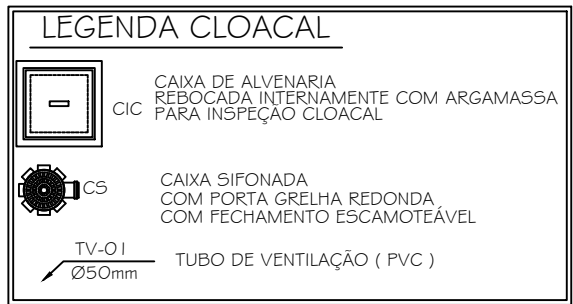 LEGENDA CLOACAL
CAIXA DE ALVENARIA
CIC REBOCADA INTERNAMENTE COM ARGAMASSA
PARA INSPEÇÃO CLOACAL
CS CAIXA SIFONADA
COM PORTA GRELHA REDONDA
COM FECHAMENTO ESCAMOTEÁVEL
TV-01
Ø50mm
TUBO DE VENTILAÇÃO ( PVC )